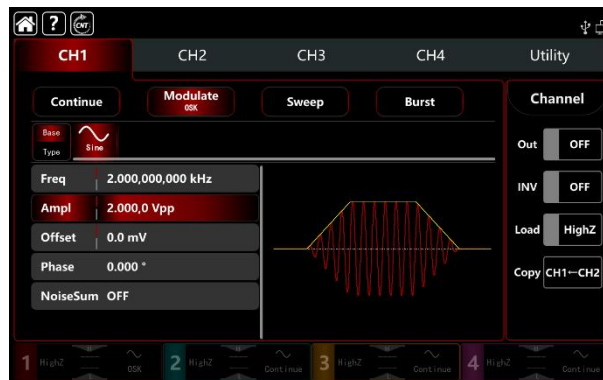 ? CNT
CH1 CH2 CH3 CH4 Utility
Continue Modulate Sweep Burst Channel
OSK
Base
Type Sine
Out OFF
Freq 2.000,000,000 kHz
INV OFF
Ampl 2.000,0 Vpp
Offset 0.0 mV
Load HighZ
Phase 0.000 °
Copy CH1←CH2
NoiseSum OFF
1 HighZ OSK 2 HighZ Continue 3 HighZ Continue 4 HighZ Continue